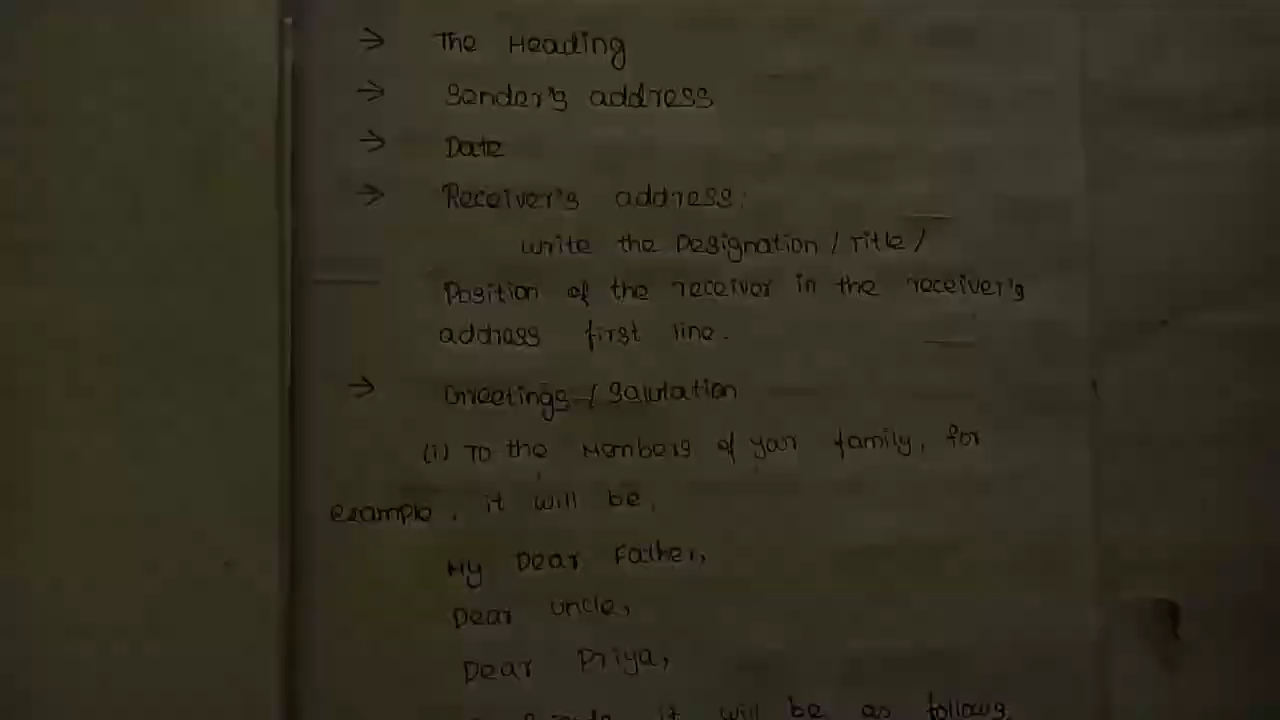 → The Heading
→ Sender's address
→ Date
→ Receiver's address:
write the Designation / Title /
Position of the receiver in the receiver's
address first line.
→ Greetings / Salutation
(i) To the Members of your family, for
example, it will be,
My Dear Father,
Dear uncle,
Dear Priya,
it will be as follows,